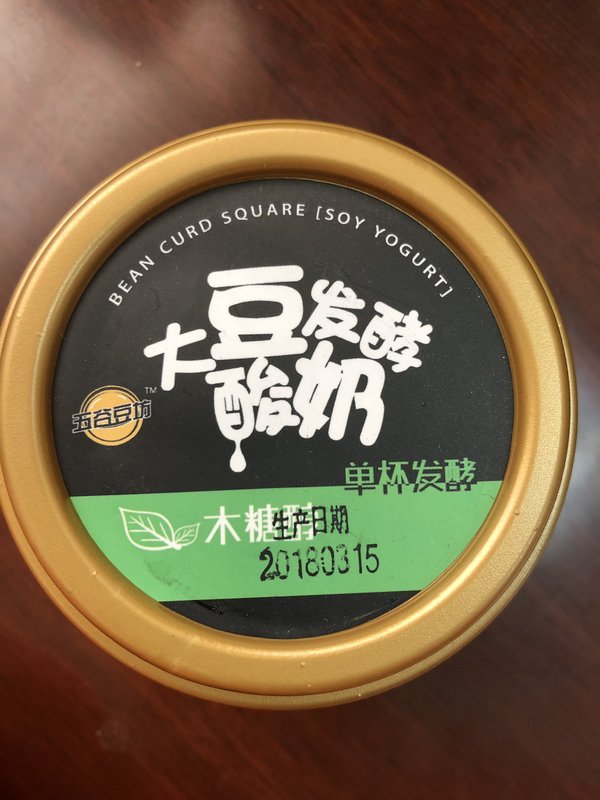 BEAN CURD SQUARE [SOY YOGURT]
大豆发酵
酸奶
五谷豆坊 TM
单杯发酵
木糖醇
生产日期
20180315